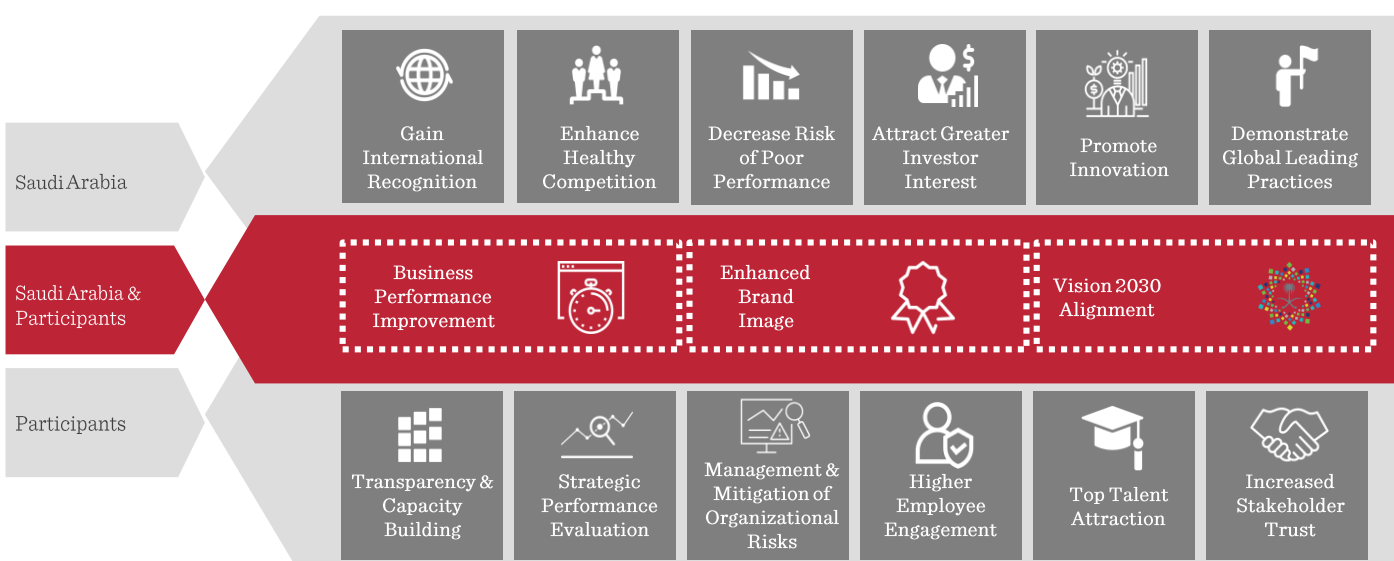 Saudi Arabia
Gain
International
Recognition
Enhance
Healthy
Competition
Decrease Risk
of Poor
Performance
Attract Greater
Investor
Interest
Promote
Innovation
Demonstrate
Global Leading
Practices
Saudi Arabia &
Participants
Business
Performance
Improvement
Enhanced
Brand
Image
Vision 2030
Alignment
Participants
Transparency &
Capacity
Building
Strategic
Performance
Evaluation
Management &
Mitigation of
Organizational
Risks
Higher
Employee
Engagement
Top Talent
Attraction
Increased
Stakeholder
Trust